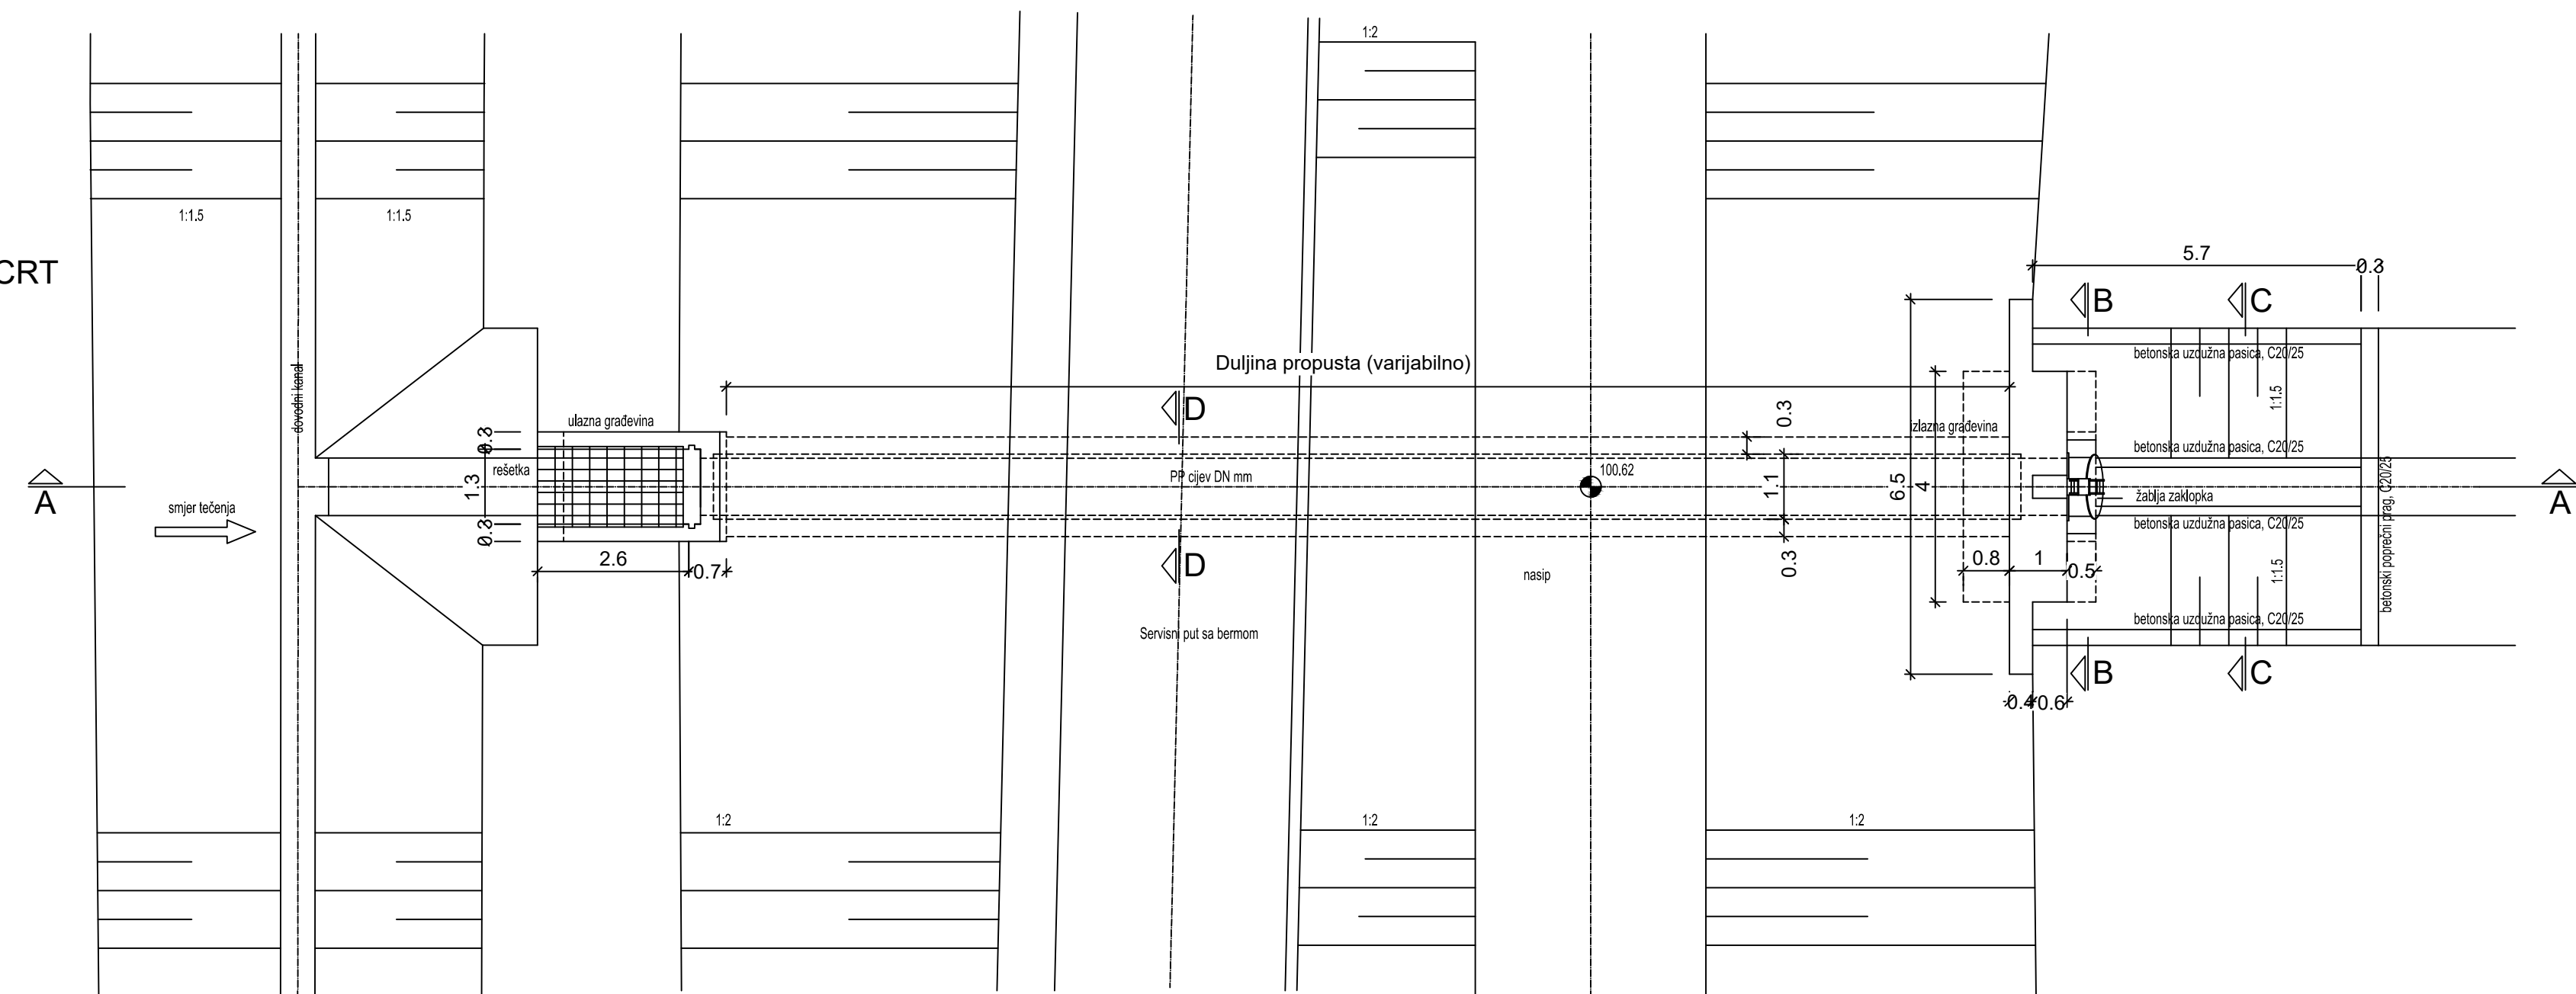 1:2
1:1.5
1:1.5
CRT
5.7
0.3
B
C
betonska uzdužna pasica, C20/25
Duljina propusta (varijabilno)
dovodni kanal
1:1.5
D
0.3
ulazna građevina
izlazna građevina
0.3
betonska uzdužna pasica, C20/25
rešetka
100,62
PP cijev DN mm
1.3
1.1
6.5
4
žablja zaklopka
A
A
smjer tečenja
betonska uzdužna pasica, C20/25
betonski poprečni prag, C20/25
0.3
2.6
0.7
D
0.3
0.8
1
0.5
1:1.5
nasip
betonska uzdužna pasica, C20/25
Servisni put sa bermom
B
C
0.4
0.6
1:2
1:2
1:2